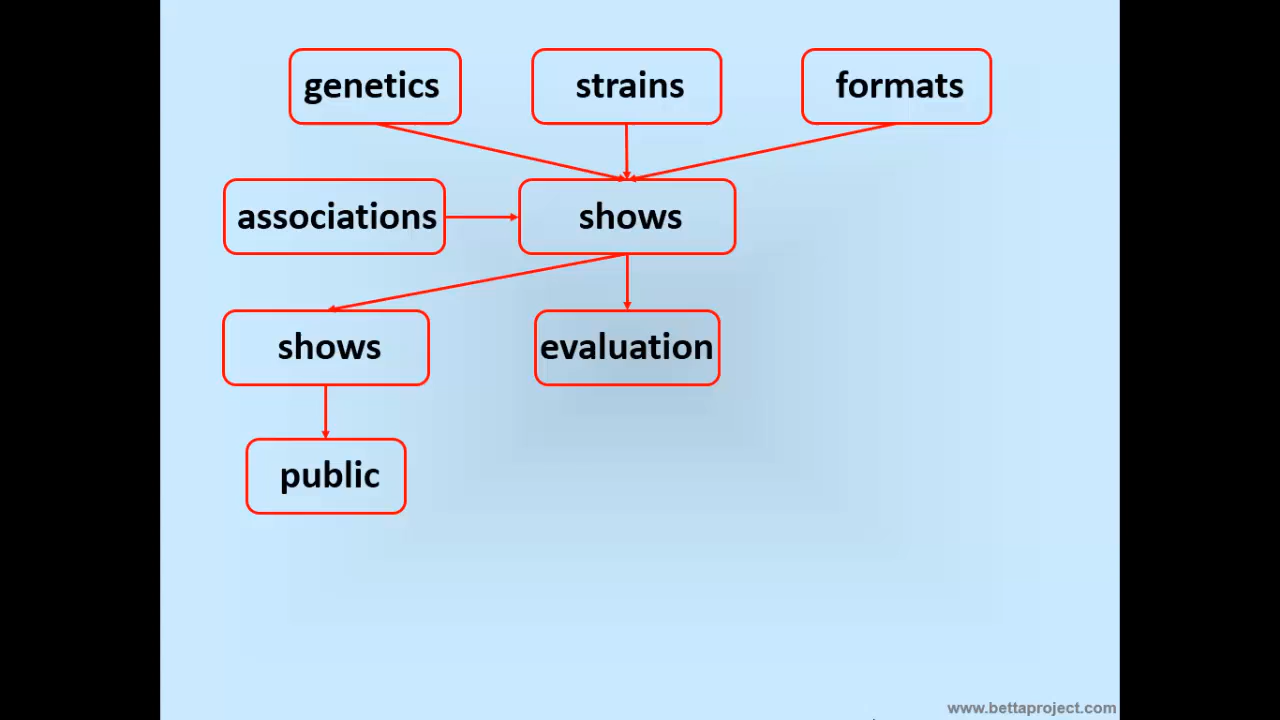 genetics
strains
formats
associations
shows
shows
evaluation
public
www.bettaproject.com